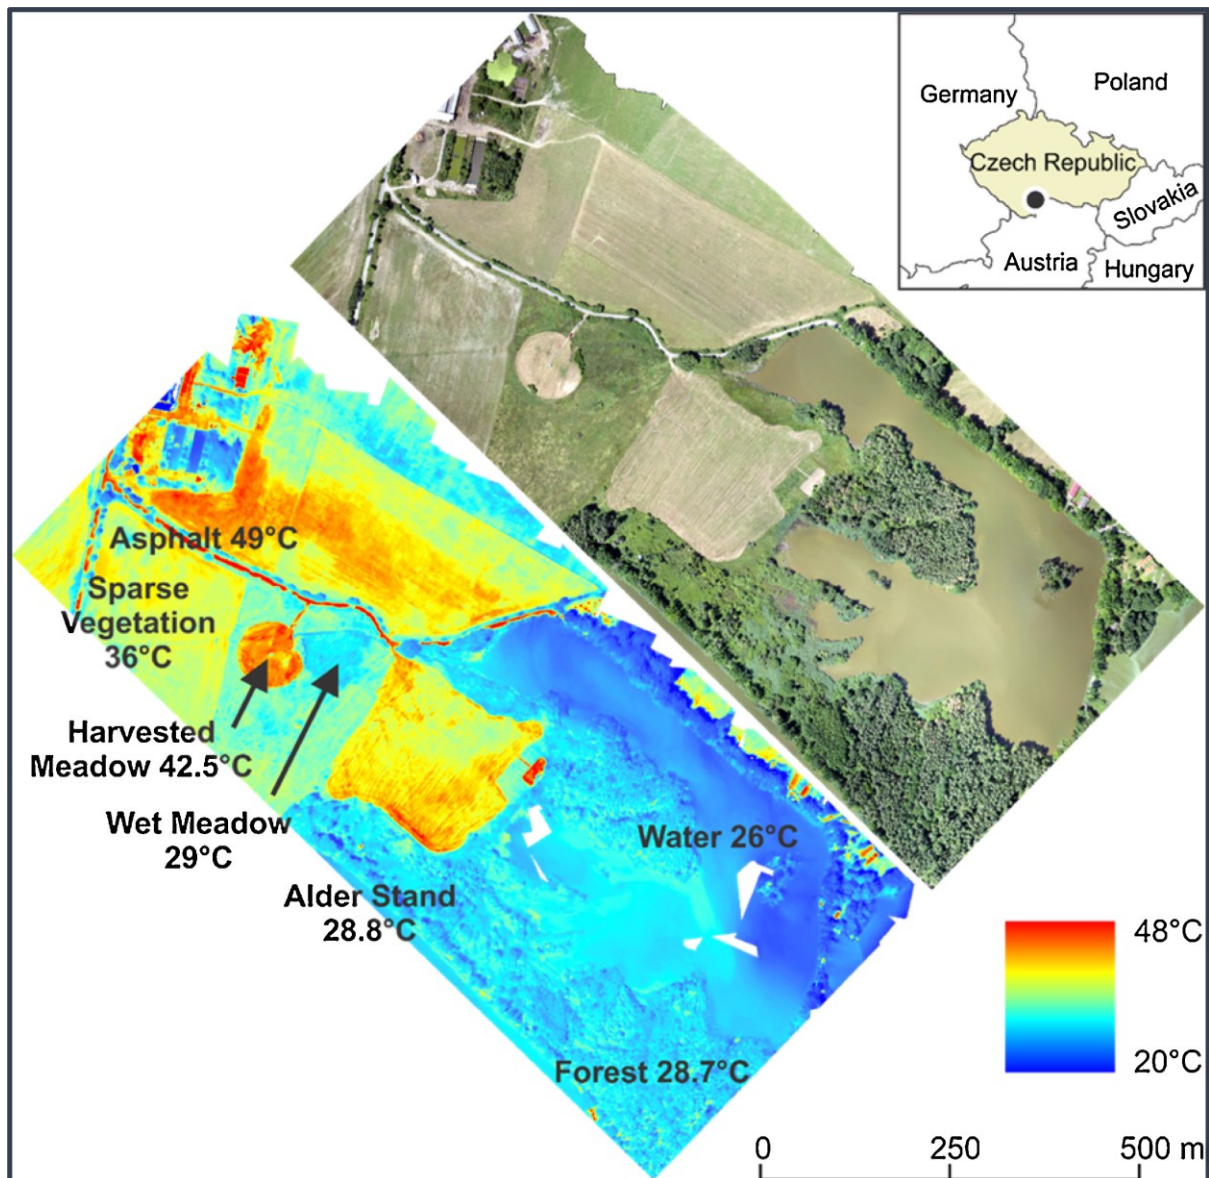 Germany
Poland
Czech Republic
Slovakia
Austria
Hungary
Asphalt 49°C
Sparse
Vegetation
36°C
Harvested
Meadow 42.5°C
Wet Meadow
29°C
Alder Stand
28.8°C
Water 26°C
Forest 28.7°C
48°C
20°C
0 250 500 m